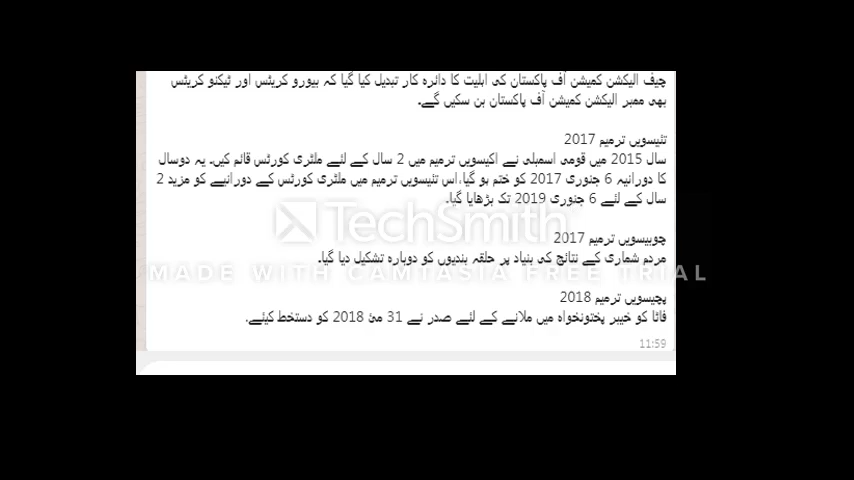 چیف الیکشن کمیشن آف پاکستان کی اہلیت کا دائرہ کار تبدیل کیا گیا کہ بیورو کریٹس اور ٹیکنو کریٹس
بھی ممبر الیکشن کمیشن آف پاکستان بن سکیں گے۔
تئیسویں ترمیم 2017
سال 2015 میں قومی اسمبلی نے اکیسویں ترمیم میں 2 سال کے لئے ملٹری کورٹس قائم کیں۔ یہ دوسال
کا دورانیہ 6 جنوری 2017 کو ختم ہو گیا،اس تئیسویں ترمیم میں ملٹری کورٹس کے دورانیے کو مزید 2
سال کے لئے 6 جنوری 2019 تک بڑھایا گیا۔
TechSmith
چوبیسویں ترمیم 2017
مردم شماری کے نتائج کی بنیاد پر حلقہ بندیوں کو دوبارہ تشکیل دیا گیا۔
MADE WITH CAMTASIA FREE TRIAL
پچیسویں ترمیم 2018
فاٹا کو خیبر پختونخواہ میں ملانے کے لئے صدر نے 31 مئ 2018 کو دستخط کیئے۔
11:59